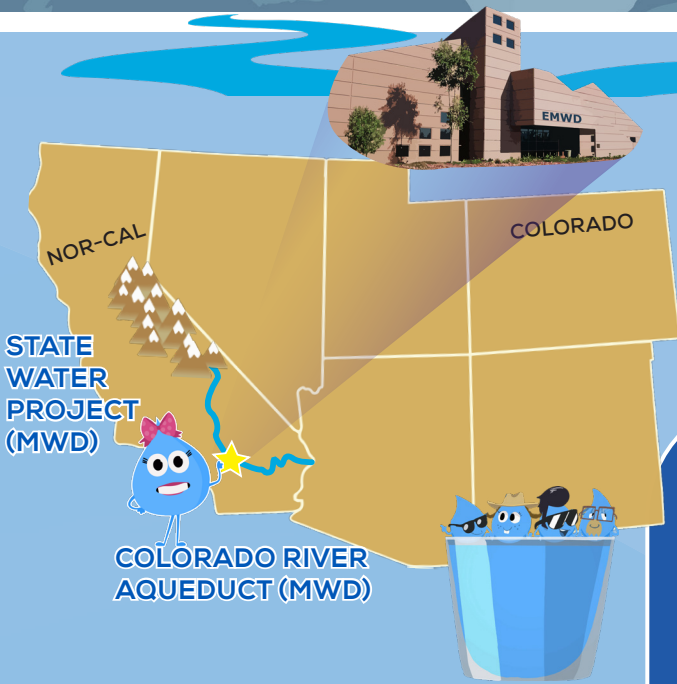 EMWD
NOR-CAL
COLORADO
STATE
WATER
PROJECT
(MWD)
COLORADO RIVER
AQUEDUCT (MWD)